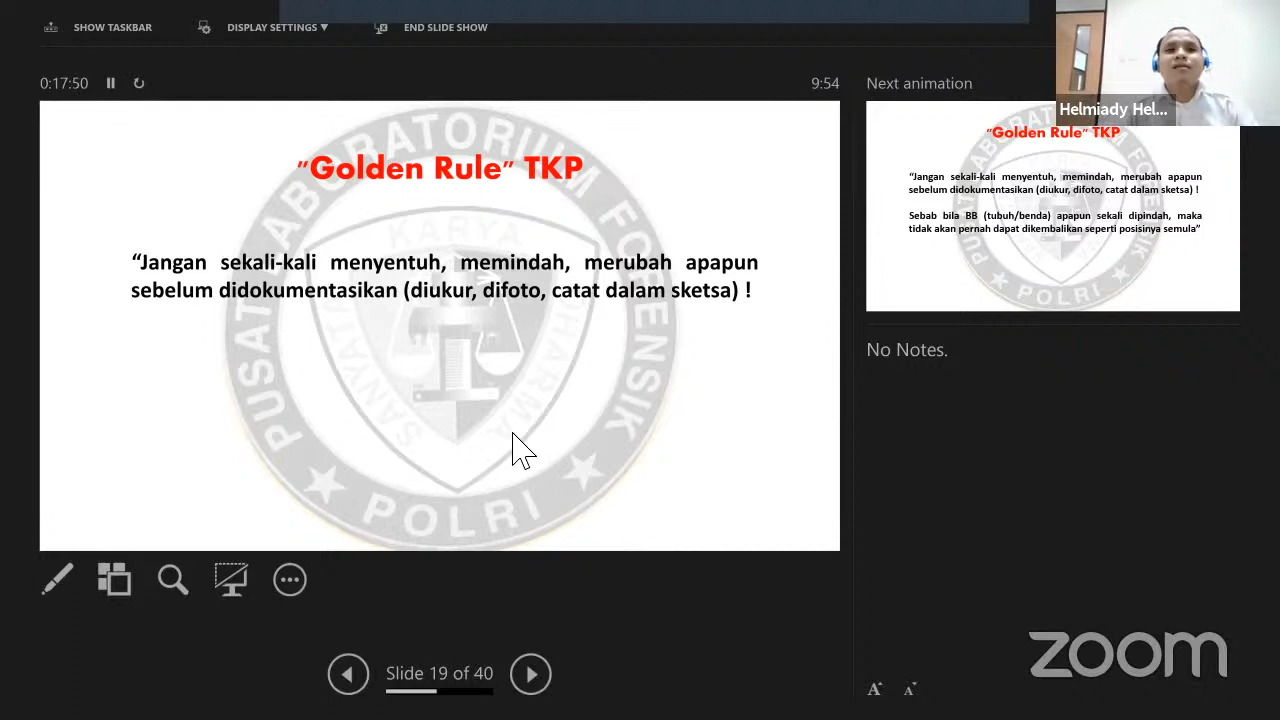 SHOW TASKBAR
DISPLAY SETTINGS ▼
END SLIDE SHOW
0:17:50
9:54
Next animation
Helmiady Hel...
"Golden Rule" TKP
“Jangan sekali-kali menyentuh, memindah, merubah apapun
sebelum didokumentasikan (diukur, difoto, catat dalam sketsa) !
PUSAT LABORATORIUM FORENSIK
KARYA
SANYATA
DHARMA
POLRI
"Golden Rule" TKP
“Jangan sekali-kali menyentuh, memindah, merubah apapun
sebelum didokumentasikan (diukur, difoto, catat dalam sketsa) !
Sebab bila BB (tubuh/benda) apapun sekali dipindah, maka
tidak akan pernah dapat dikembalikan seperti posisinya semula”
POLRI
No Notes.
Slide 19 of 40
A A
zoom